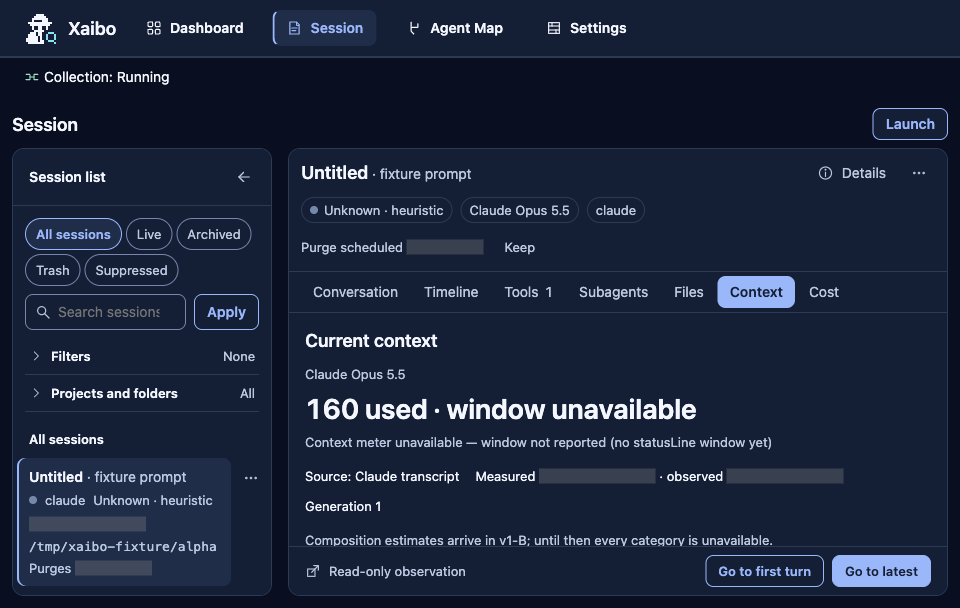 Xaibo
Dashboard
Session
Agent Map
Settings
Collection: Running
Session
Launch
Session list
All sessions
Live
Archived
Trash
Suppressed
Search sessions
Apply
Filters
None
Projects and folders
All
All sessions
Untitled · fixture prompt
claude Unknown · heuristic
/tmp/xaibo-fixture/alpha
Purges
Untitled · fixture prompt
Details
Unknown · heuristic
Claude Opus 5.5
claude
Purge scheduled
Keep
Conversation
Timeline
Tools 1
Subagents
Files
Context
Cost
Current context
Claude Opus 5.5
160 used · window unavailable
Context meter unavailable — window not reported (no statusLine window yet)
Source: Claude transcript Measured · observed
Generation 1
Composition estimates arrive in v1-B; until then every category is unavailable.
Read-only observation
Go to first turn
Go to latest